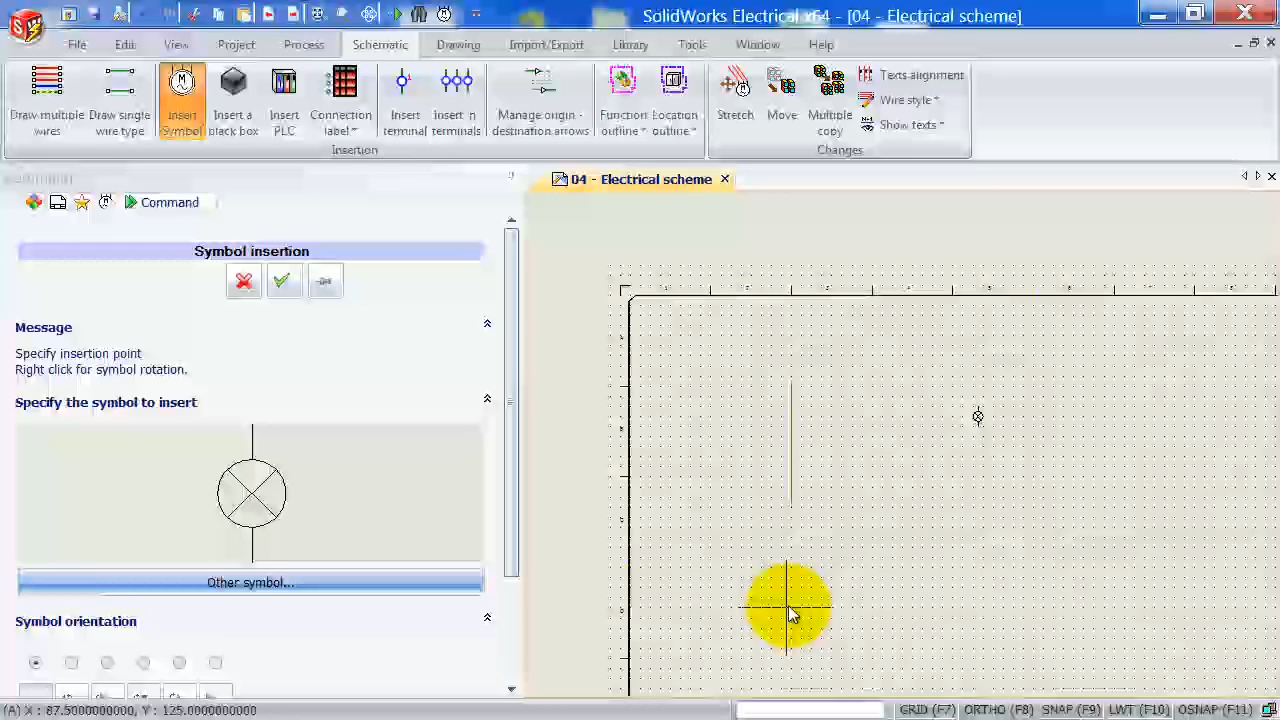 SolidWorks Electrical x64 - [04 - Electrical scheme]
File Edit View Project Process Schematic Drawing Import/Export Library Tools Window Help
Draw multiple wires
Draw single wire type
Insert Symbol
Insert a black box
Insert PLC
Connection label
Insert terminal
Insert n terminals
Manage origin - destination arrows
Function outline
Location outline
Stretch
Move
Multiple copy
Texts alignment
Wire style
Show texts
Insertion
Changes
04 - Electrical scheme
Command
Symbol insertion
Message
Specify insertion point
Right click for symbol rotation.
Specify the symbol to insert
Other symbol...
Symbol orientation
(A) X : 87.5000000000, Y : 125.0000000000
GRID (F7) ORTHO (F8) SNAP (F9) LWT (F10) OSNAP (F11)